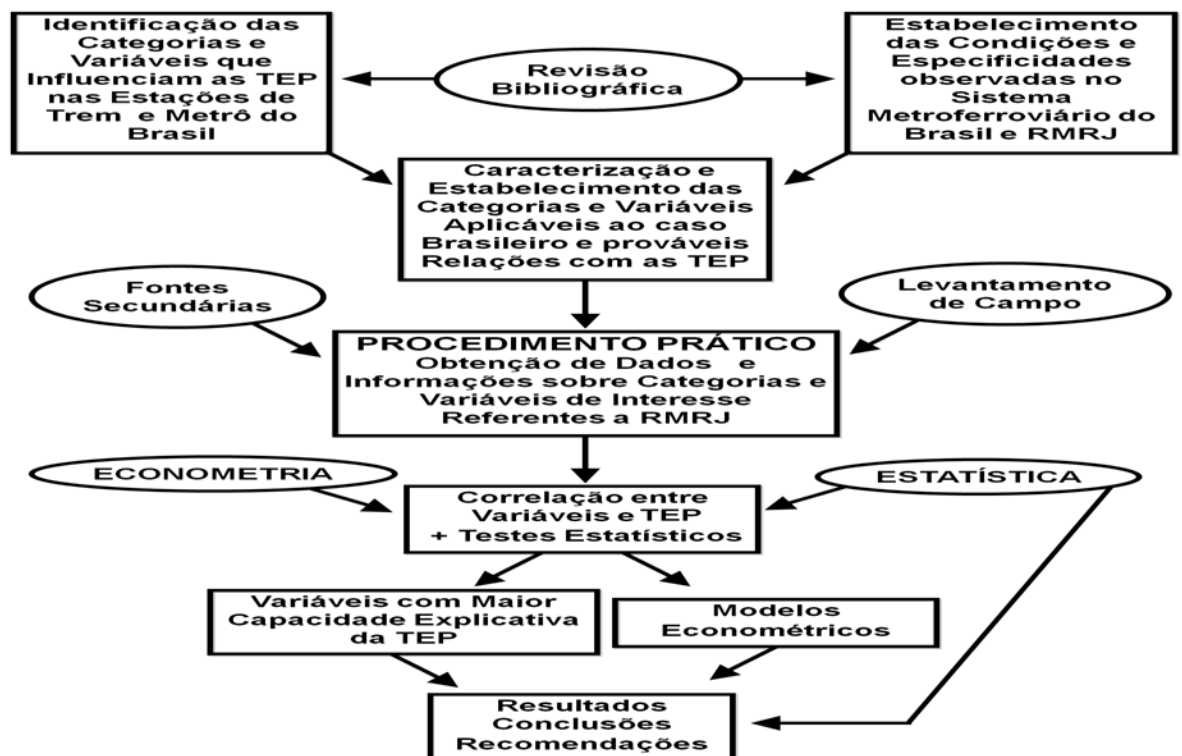 Identificação das
Categorias e
Variáveis que
Influenciam as TEP
nas Estações de
Trem e Metrô do
Brasil
Revisão
Bibliográfica
Estabelecimento
das Condições e
Especificidades
observadas no
Sistema
Metroferroviário do
Brasil e RMRJ
Caracterização e
Estabelecimento das
Categorias e Variáveis
Aplicáveis ao caso
Brasileiro e prováveis
Relações com as TEP
Fontes
Secundárias
Levantamento
de Campo
PROCEDIMENTO PRÁTICO
Obtenção de Dados e
Informações sobre Categorias e
Variáveis de Interesse
Referentes a RMRJ
ECONOMETRIA
ESTATÍSTICA
Correlação entre
Variáveis e TEP
+ Testes Estatísticos
Variáveis com Maior
Capacidade Explicativa
da TEP
Modelos
Econométricos
Resultados
Conclusões
Recomendações